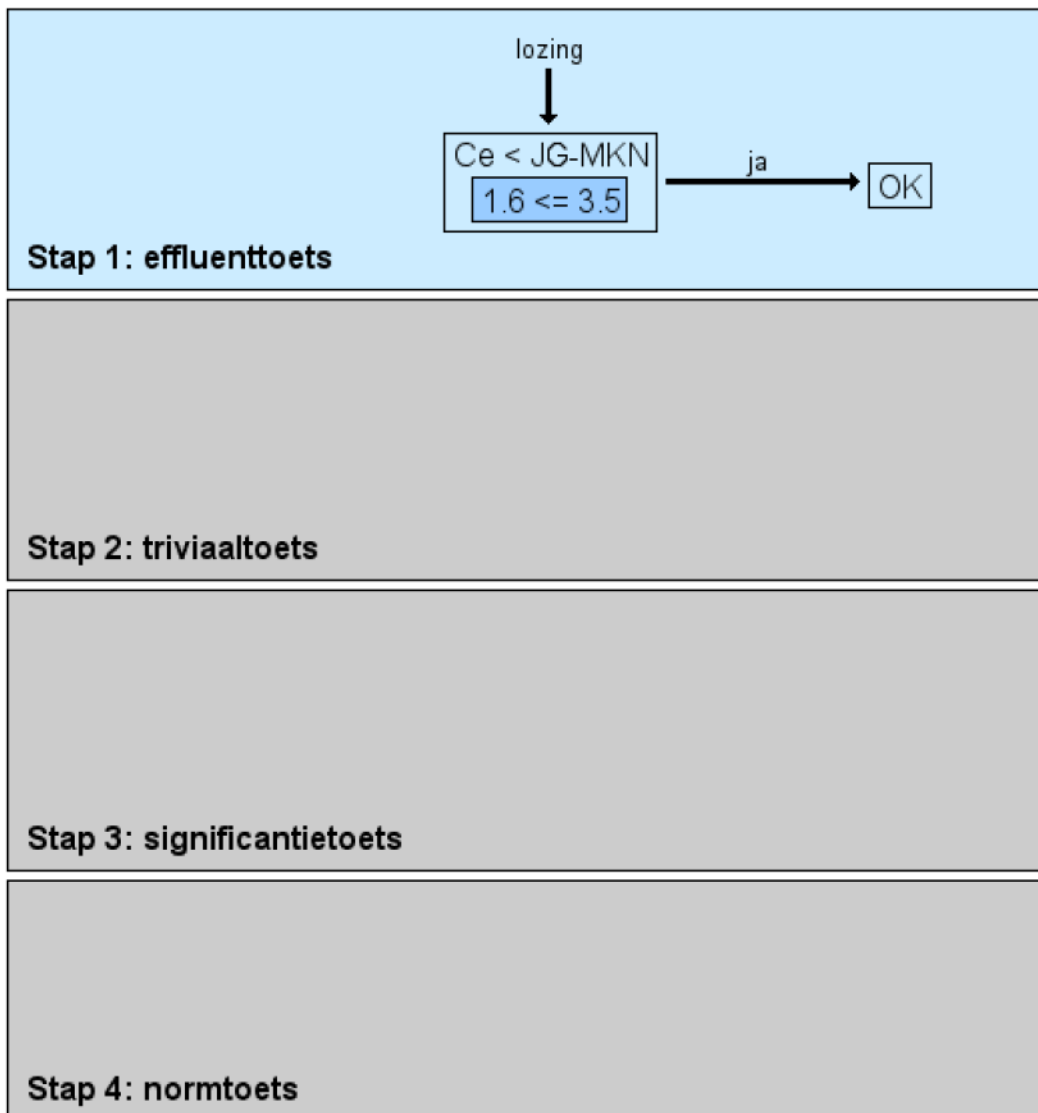 lozing
Ce < JG-MKN
ja
OK
1.6 <= 3.5
Stap 1: effluenttoets
Stap 2: triviaaltoets
Stap 3: significantietoets
Stap 4: normtoets